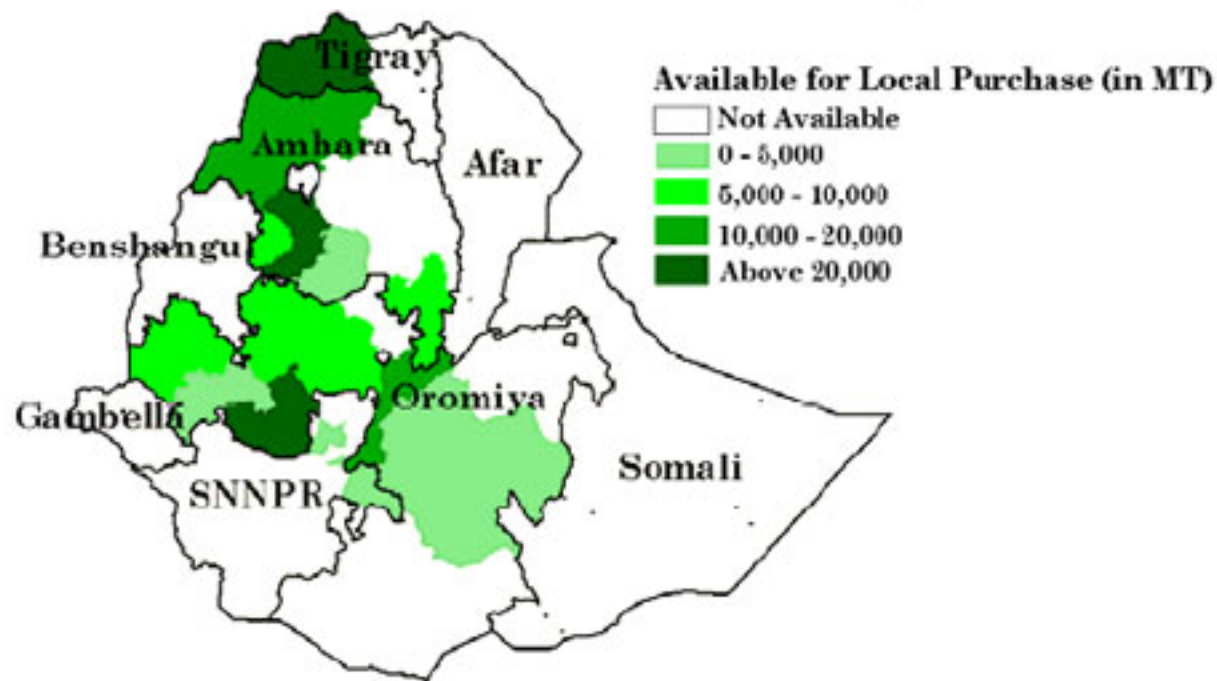 Tigray
Amhara
Afar
Benshangul
Oromiya
Gambella
Somali
SNNPR
Available for Local Purchase (in MT)
Not Available
0 - 5,000
5,000 - 10,000
10,000 - 20,000
Above 20,000